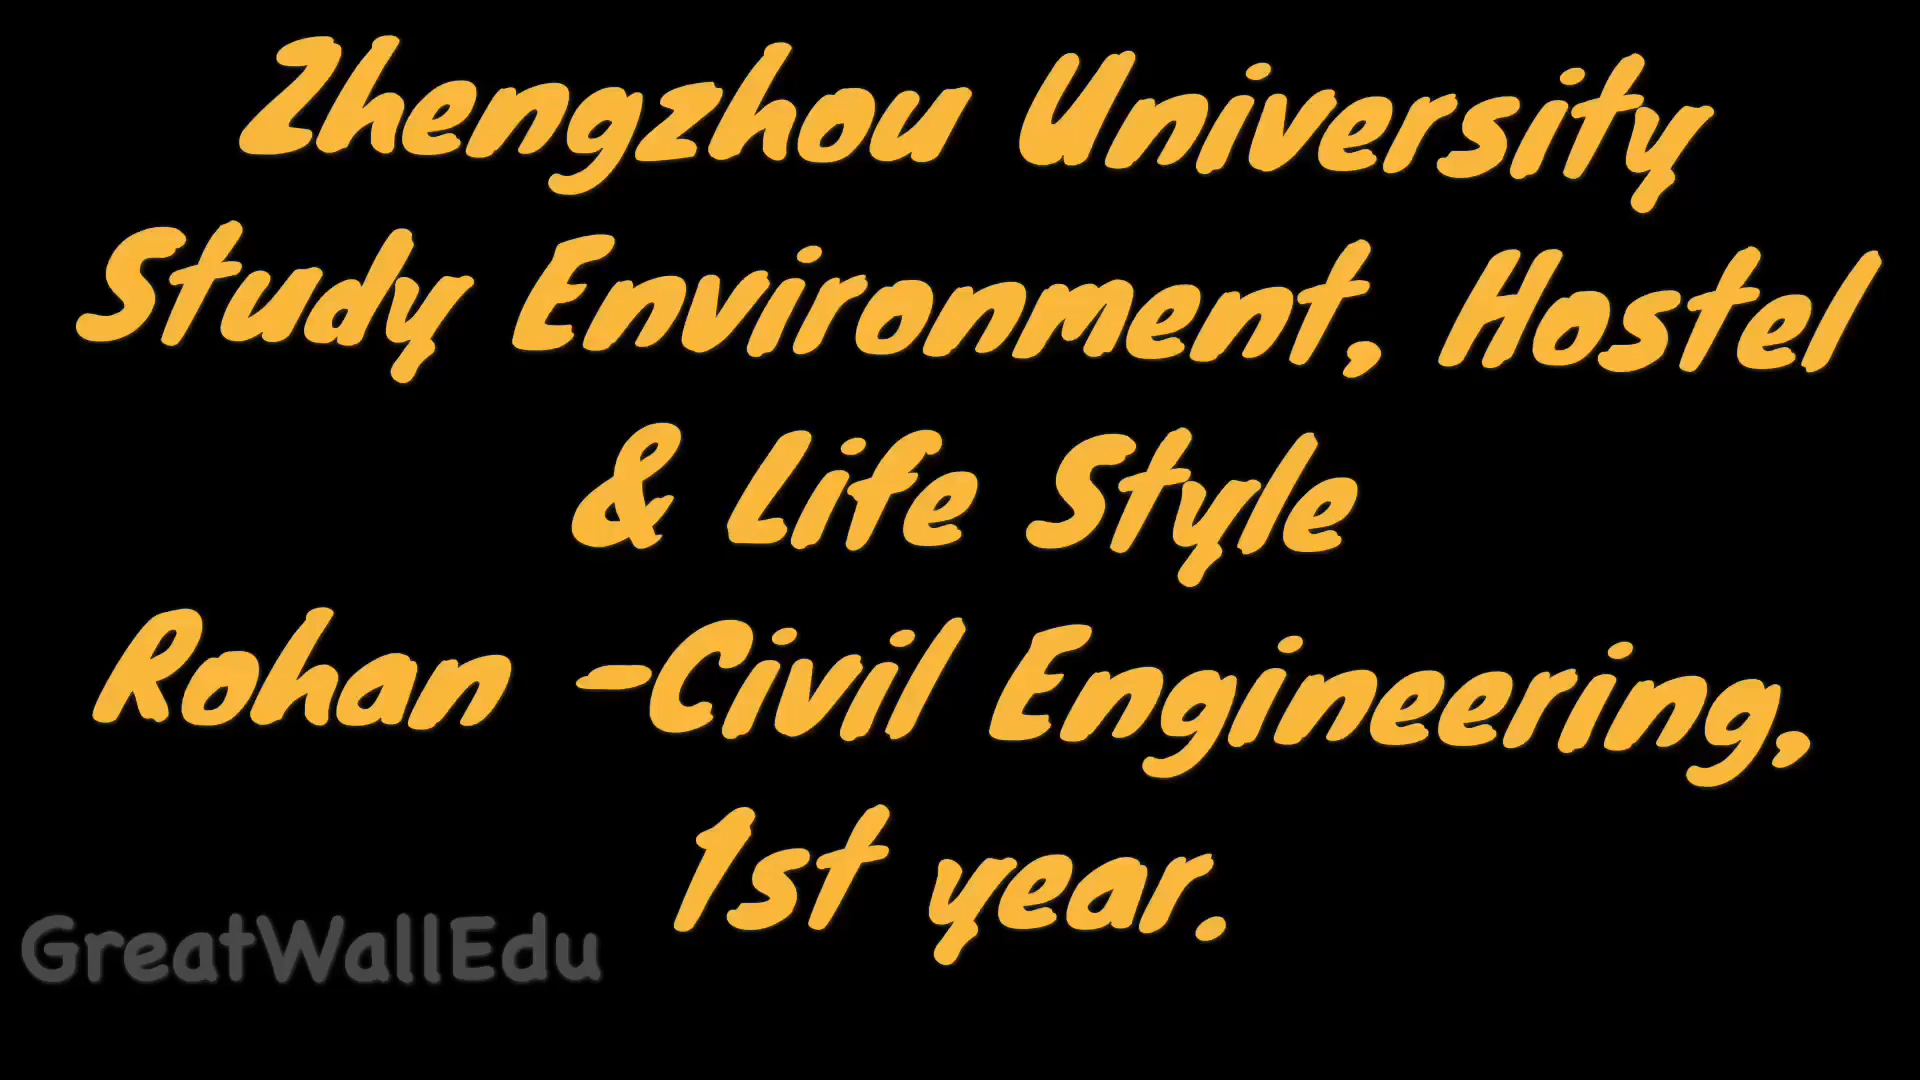 Zhengzhou University
Study Environment, Hostel
& Life Style
Rohan -Civil Engineering,
1st year.
GreatWallEdu